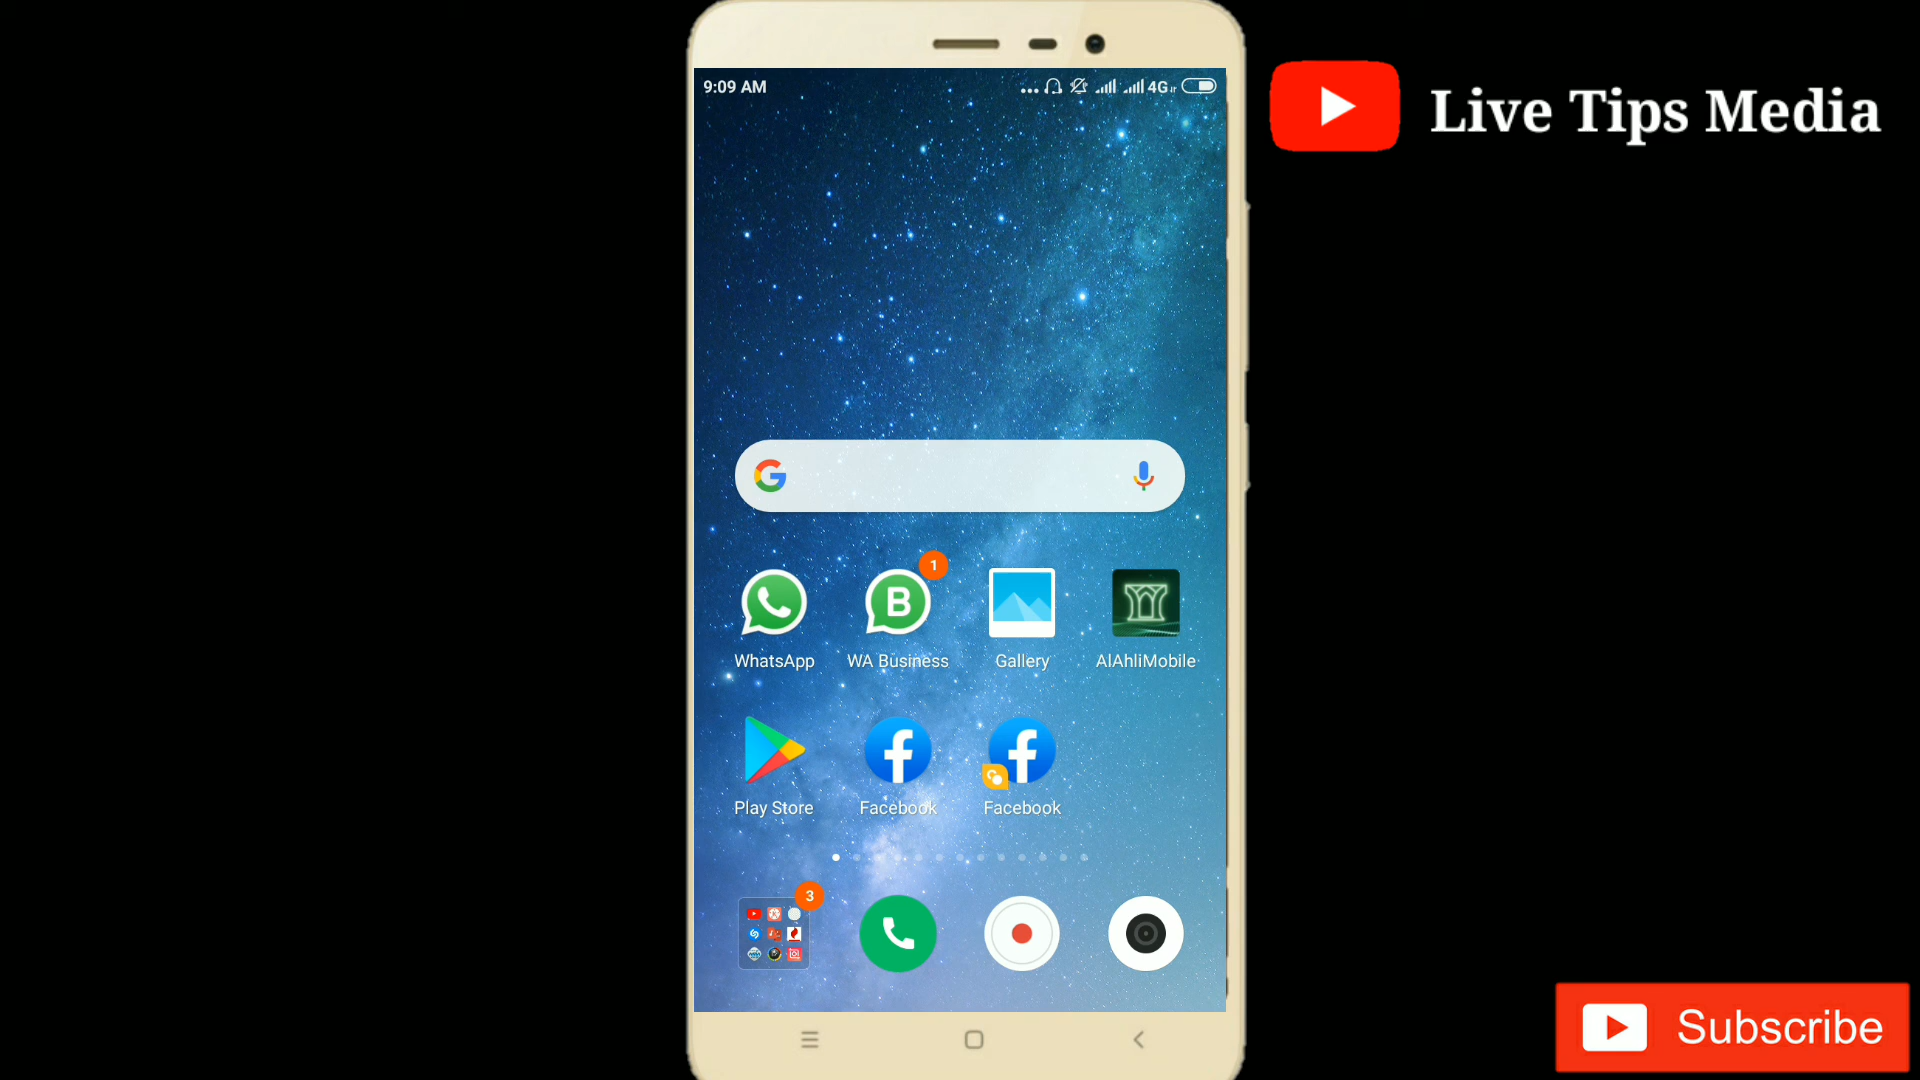 9:09 AM
4G
Live Tips Media
1
B
WhatsApp
WA Business
Gallery
AlAhliMobile
Play Store
Facebook
Facebook
3
Subscribe